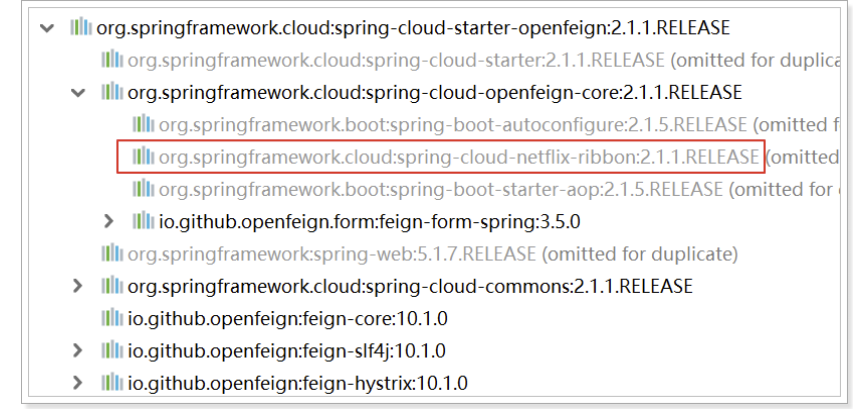 org.springframework.cloud:spring-cloud-starter-openfeign:2.1.1.RELEASE
org.springframework.cloud:spring-cloud-starter:2.1.1.RELEASE (omitted for duplica
org.springframework.cloud:spring-cloud-openfeign-core:2.1.1.RELEASE
org.springframework.boot:spring-boot-autoconfigure:2.1.5.RELEASE (omitted f
org.springframework.cloud:spring-cloud-netflix-ribbon:2.1.1.RELEASE (omitted
org.springframework.boot:spring-boot-starter-aop:2.1.5.RELEASE (omitted for
io.github.openfeign.form:feign-form-spring:3.5.0
org.springframework:spring-web:5.1.7.RELEASE (omitted for duplicate)
org.springframework.cloud:spring-cloud-commons:2.1.1.RELEASE
io.github.openfeign:feign-core:10.1.0
io.github.openfeign:feign-slf4j:10.1.0
io.github.openfeign:feign-hystrix:10.1.0